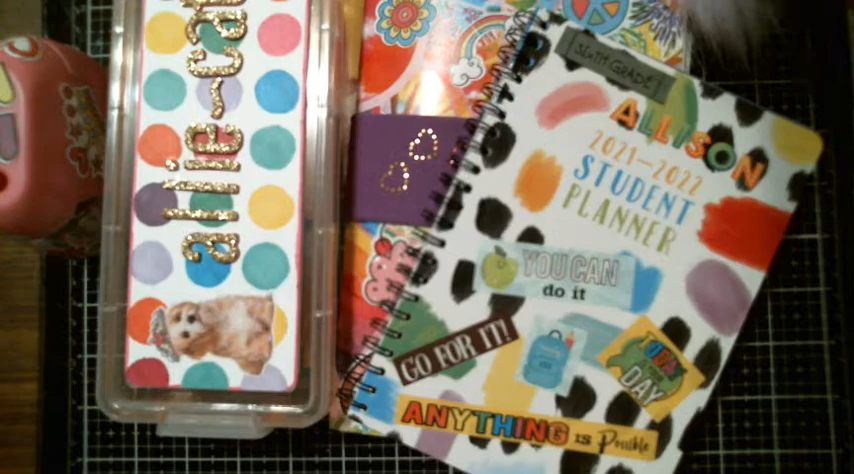 allie-cat
SIXTH GRADE
ALLISON
2021-2022
STUDENT
PLANNER
YOU CAN
do it
GO FOR IT!
DAY
ANYTHING is Possible